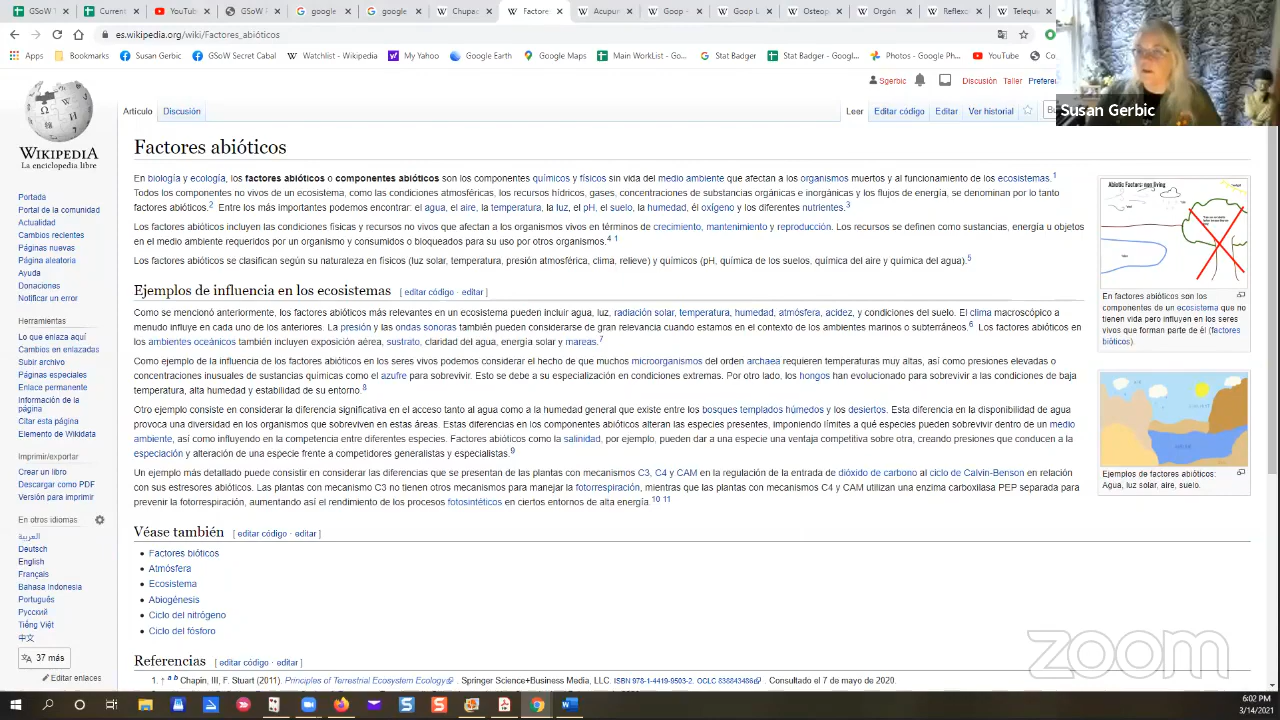 GSoW T
Current
YouTube
GSoW P
google
google
Chupac
Factore
Acupun
Goop -
Goop L
Osteop
Orgón
Reflexo
Telequi
es.wikipedia.org/wiki/Factores_abióticos
Apps
Bookmarks
Susan Gerbic
GSoW Secret Cabal
Watchlist - Wikipedia
My Yahoo
Google Earth
Google Maps
Main WorkList - Go...
Stat Badger
Stat Badger - Googl...
Photos - Google Ph...
YouTube
Co
Susan Gerbic
Sgerbic
Discusión
Taller
Prefere
Artículo
Discusión
Leer
Editar código
Editar
Ver historial
WIKIPEDIA
La enciclopedia libre
Portada
Portal de la comunidad
Actualidad
Cambios recientes
Páginas nuevas
Página aleatoria
Ayuda
Donaciones
Notificar un error
Herramientas
Lo que enlaza aquí
Cambios en enlazadas
Subir archivo
Páginas especiales
Enlace permanente
Información de la
página
Citar esta página
Elemento de Wikidata
Imprimir/exportar
Crear un libro
Descargar como PDF
Versión para imprimir
En otros idiomas
العربية
Deutsch
English
Français
Bahasa Indonesia
Português
Русский
Tiếng Việt
中文
37 más
Editar enlaces
Factores abióticos
En biología y ecología, los factores abióticos o componentes abióticos son los componentes químicos y físicos sin vida del medio ambiente que afectan a los organismos muertos y al funcionamiento de los ecosistemas.1
Todos los componentes no vivos de un ecosistema, como las condiciones atmosféricas, los recursos hídricos, gases, concentraciones de substancias orgánicas e inorgánicas y los flujos de energía, se denominan por lo tanto
factores abióticos.2 Entre los más importantes podemos encontrar: el agua, el aire, la temperatura, la luz, el pH, el suelo, la humedad, él oxígeno y los diferentes nutrientes.3
Los factores abióticos incluyen las condiciones físicas y recursos no vivos que afectan a los organismos vivos en términos de crecimiento, mantenimiento y reproducción. Los recursos se definen como sustancias, energía u objetos
en el medio ambiente requeridos por un organismo y consumidos o bloqueados para su uso por otros organismos.4 1
Los factores abióticos se clasifican según su naturaleza en físicos (luz solar, temperatura, presión atmosférica, clima, relieve) y químicos (pH, química de los suelos, química del aire y química del agua).5
Ejemplos de influencia en los ecosistemas [ editar código · editar ]
Como se mencionó anteriormente, los factores abióticos más relevantes en un ecosistema pueden incluir agua, luz, radiación solar, temperatura, humedad, atmósfera, acidez, y condiciones del suelo. El clima macroscópico a
menudo influye en cada uno de los anteriores. La presión y las ondas sonoras también pueden considerarse de gran relevancia cuando estamos en el contexto de los ambientes marinos o subterráneos.6 Los factores abióticos en
los ambientes oceánicos también incluyen exposición aérea, sustrato, claridad del agua, energía solar y mareas.7
Como ejemplo de la influencia de los factores abióticos en los seres vivos podemos considerar el hecho de que muchos microorganismos del orden archaea requieren temperaturas muy altas, así como presiones elevadas o
concentraciones inusuales de sustancias químicas como el azufre para sobrevivir. Esto se debe a su especialización en condiciones extremas. Por otro lado, los hongos han evolucionado para sobrevivir a las condiciones de baja
temperatura, alta humedad y estabilidad de su entorno.8
Otro ejemplo consiste en considerar la diferencia significativa en el acceso tanto al agua como a la humedad general que existe entre los bosques templados húmedos y los desiertos. Esta diferencia en la disponibilidad de agua
provoca una diversidad en los organismos que sobreviven en estas áreas. Estas diferencias en los componentes abióticos alteran las especies presentes, imponiendo límites a qué especies pueden sobrevivir dentro de un medio
ambiente, así como influyendo en la competencia entre diferentes especies. Factores abióticos como la salinidad, por ejemplo, pueden dar a una especie una ventaja competitiva sobre otra, creando presiones que conducen a la
especiación y alteración de una especie frente a competidores generalistas y especialistas.9
Un ejemplo más detallado puede consistir en considerar las diferencias que se presentan de las plantas con mecanismos C3, C4 y CAM en la regulación de la entrada de dióxido de carbono al ciclo de Calvin-Benson en relación
con sus estresores abióticos. Las plantas con mecanismo C3 no tienen otros mecanismos para manejar la fotorrespiración, mientras que las plantas con mecanismos C4 y CAM utilizan una enzima carboxilasa PEP separada para
prevenir la fotorrespiración, aumentando así el rendimiento de los procesos fotosintéticos en ciertos entornos de alta energía.10 11
Véase también [ editar código · editar ]
Factores bióticos
Atmósfera
Ecosistema
Abiogénesis
Ciclo del nitrógeno
Ciclo del fósforo
Referencias [ editar código · editar ]
1. ↑ a b Chapin, III, F. Stuart (2011). Principles of Terrestrial Ecosystem Ecology. Springer Science+Business Media, LLC. ISBN 978-1-4419-9503-2. OCLC 836843486. Consultado el 7 de mayo de 2020.
Abiotic Factors: non living
En factores abióticos son los
componentes de un ecosistema que no
tienen vida pero influyen en los seres
vivos que forman parte de él (factores
bióticos).
Ejemplos de factores abióticos:
Agua, luz solar, aire, suelo.
zoom
6:02 PM
3/14/2021